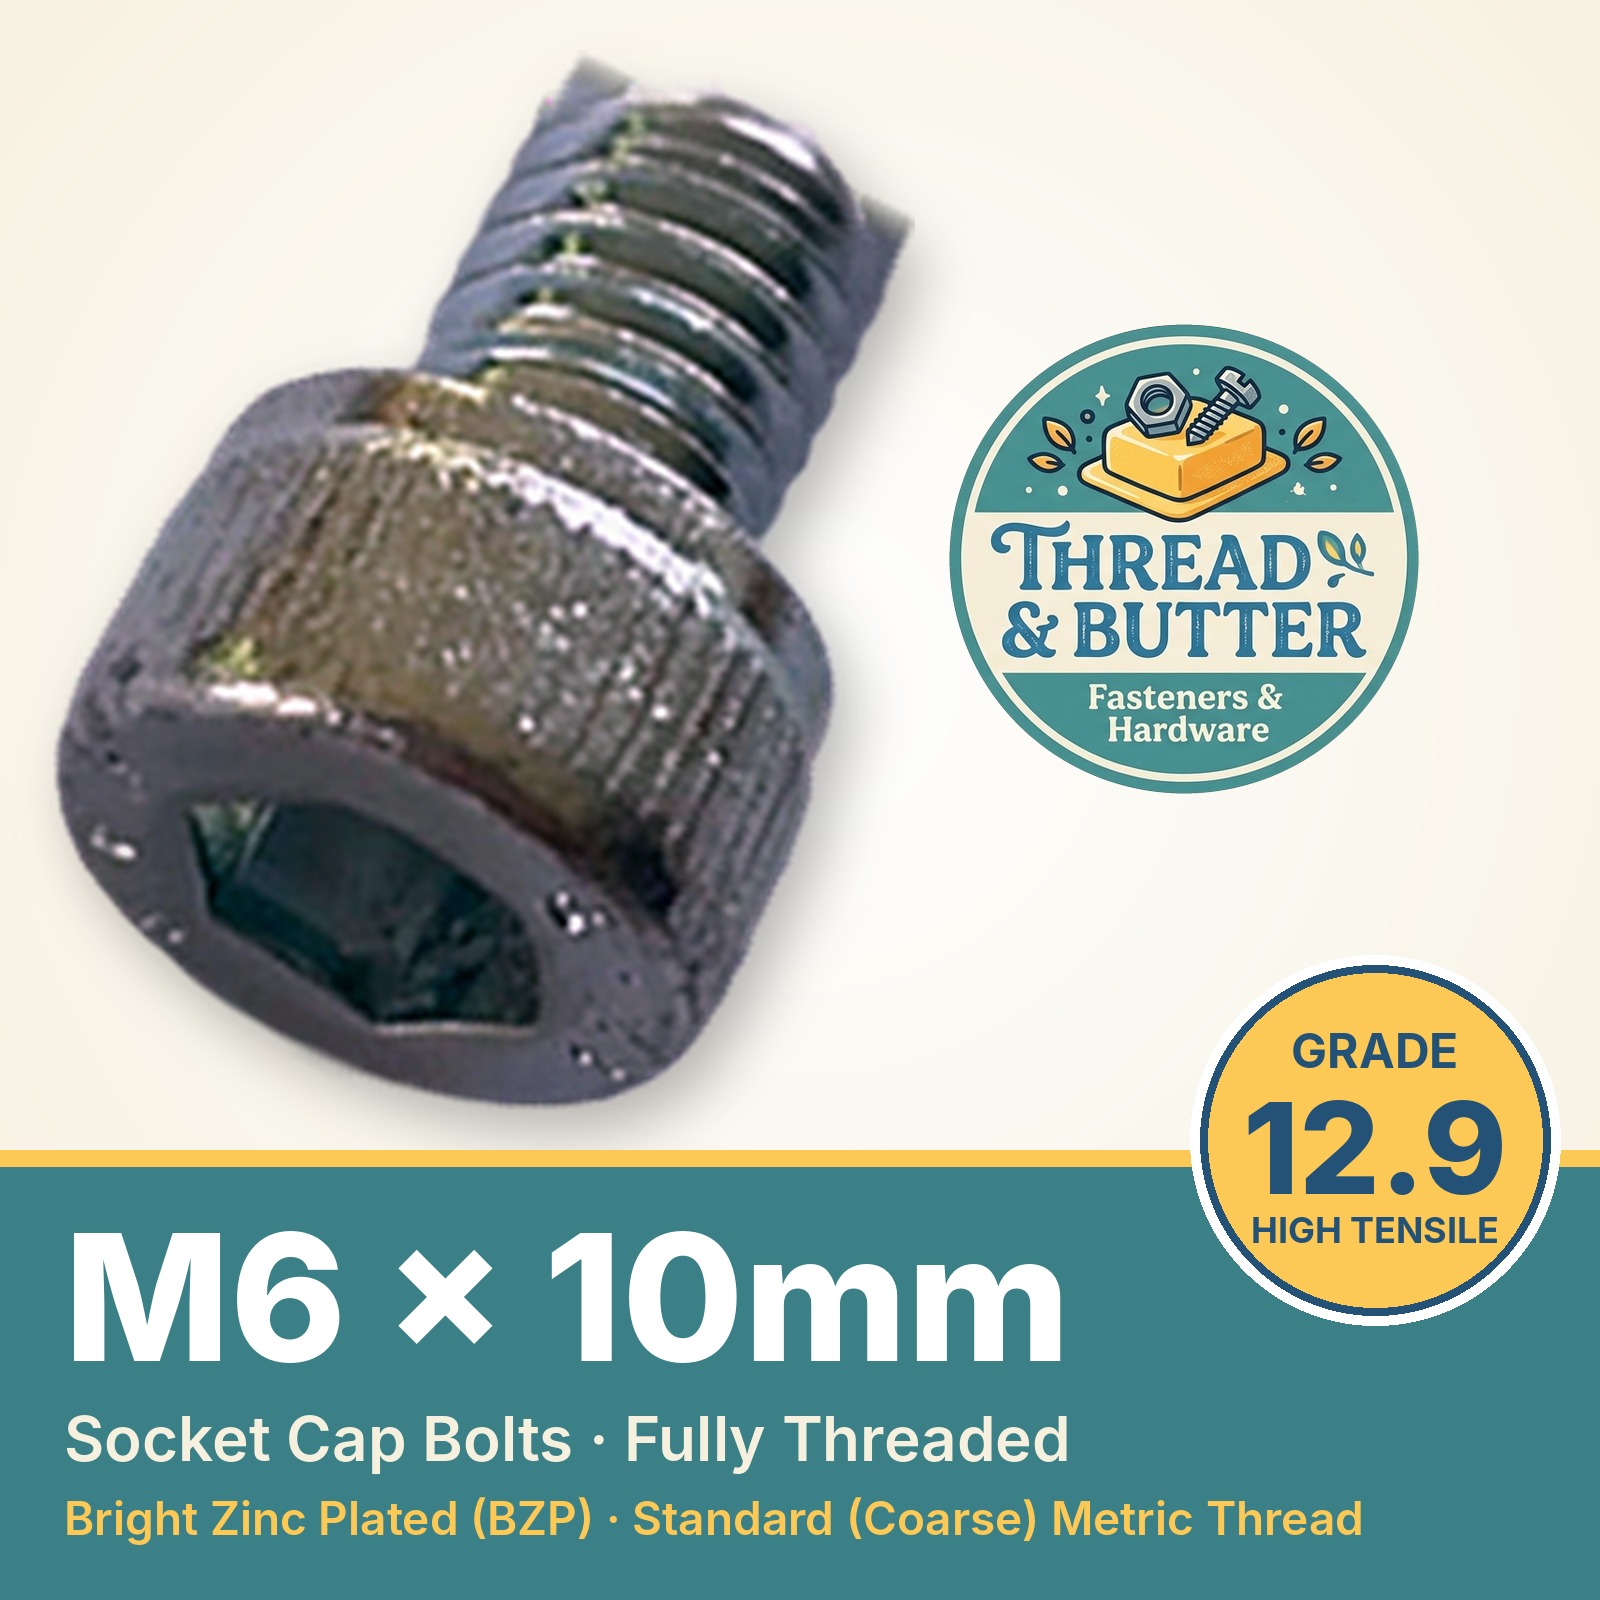 THREAD
& BUTTER
Fasteners &
Hardware
GRADE
12.9
HIGH TENSILE
M6 × 10mm
Socket Cap Bolts · Fully Threaded
Bright Zinc Plated (BZP) · Standard (Coarse) Metric Thread